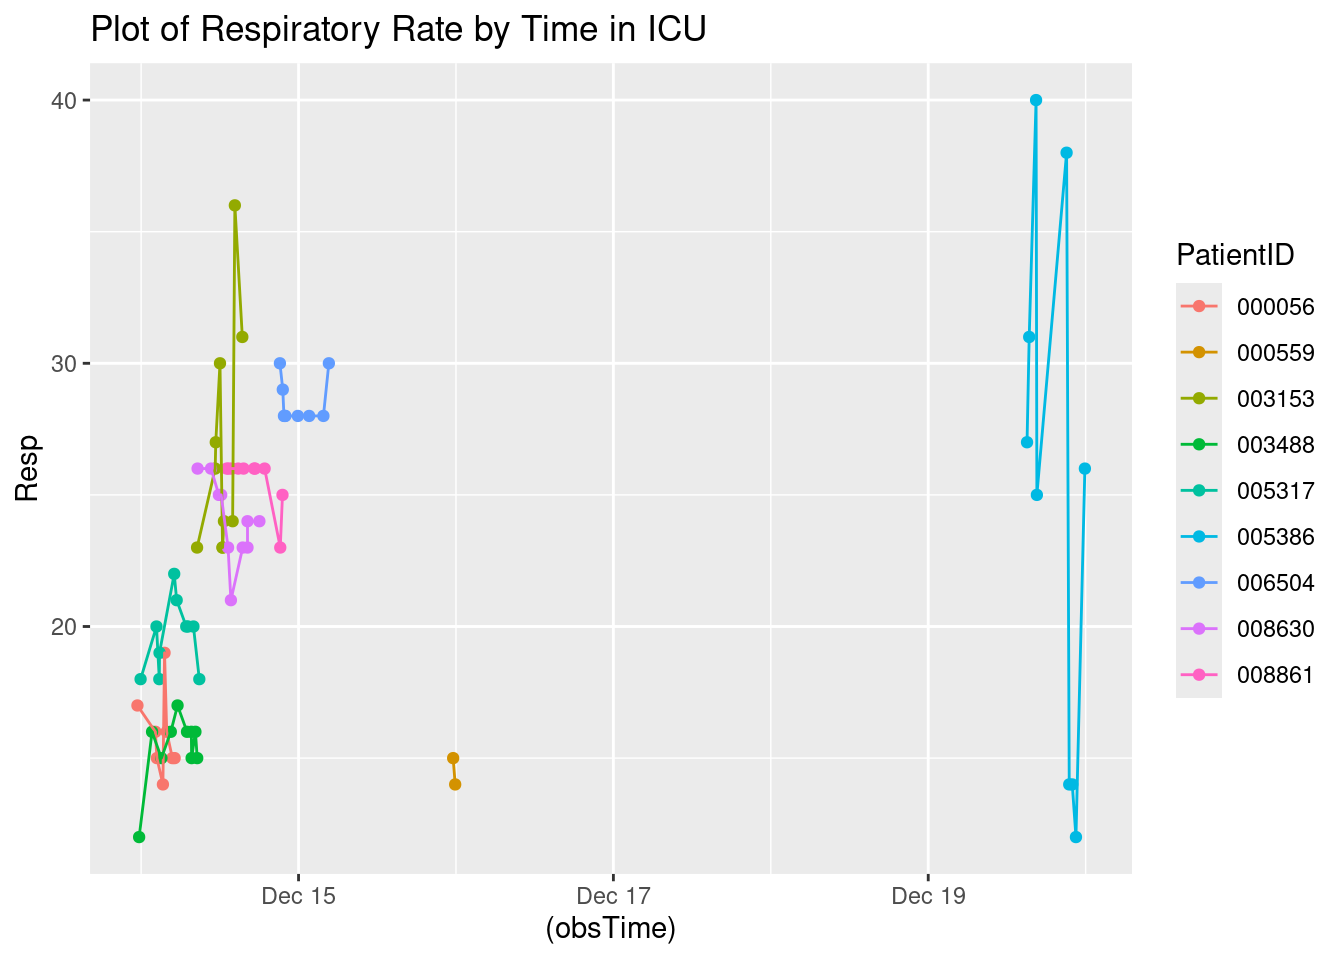 Plot of Respiratory Rate by Time in ICU
40
30
20
Resp
Dec 15
Dec 17
Dec 19
(obsTime)
PatientID
000056
000559
003153
003488
005317
005386
006504
008630
008861